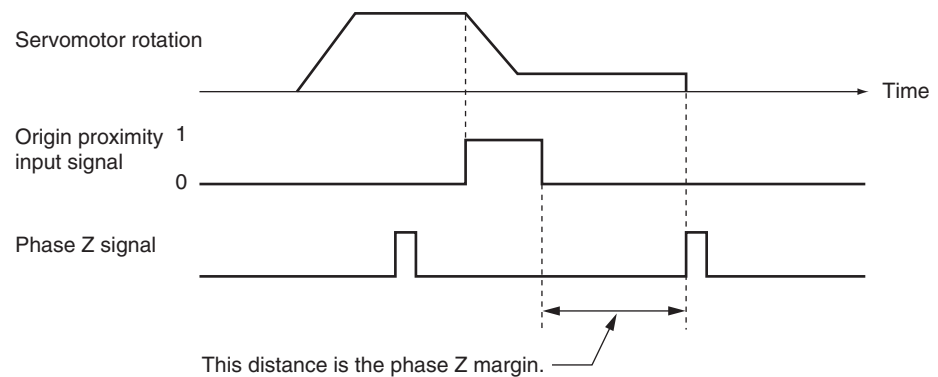 Servomotor rotation
Time
Origin proximity 1
input signal
0
Phase Z signal
This distance is the phase Z margin.